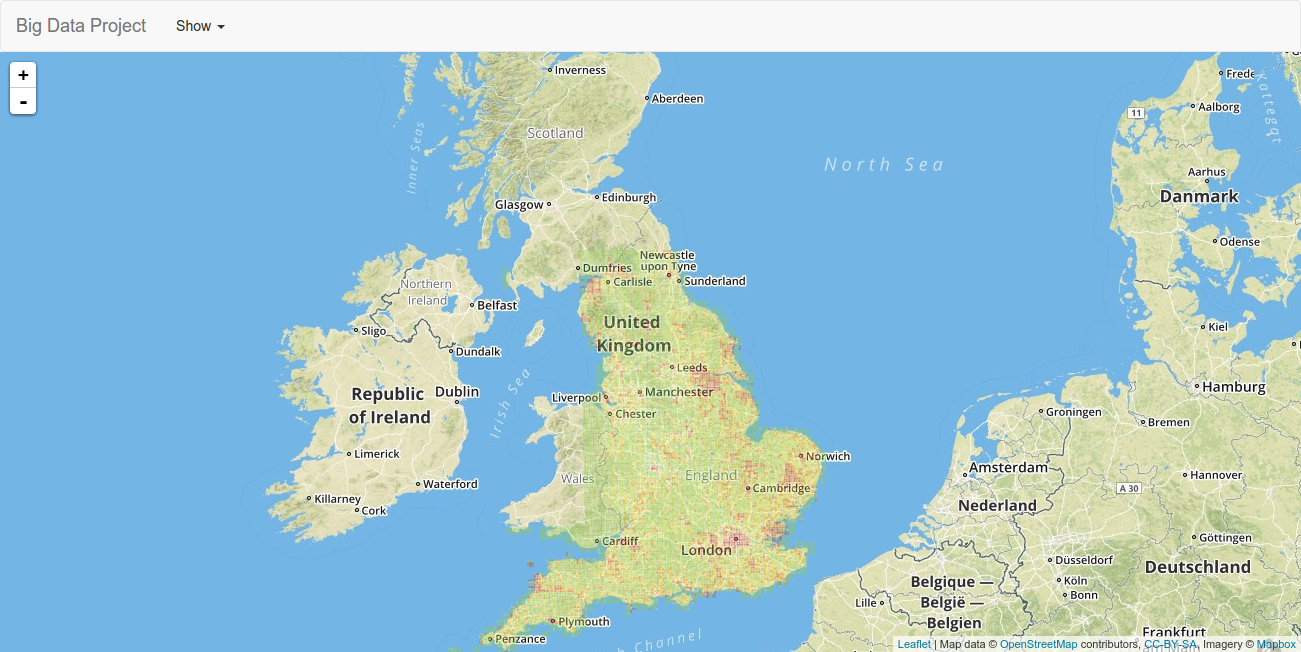 Big Data Project
Show
+
-
Inverness
Aberdeen
Scotland
Inner Seas
North Sea
Glasgow
Edinburgh
11
Aalborg
Aarhus
Danmark
Odense
Newcastle
upon Tyne
Dumfries
Carlisle
Sunderland
Northern
Ireland
Belfast
Sligo
Dundalk
United
Kingdom
Leeds
Manchester
Liverpool
Chester
Irish Sea
Republic
of Ireland
Dublin
Limerick
Waterford
Killarney
Cork
Wales
England
Norwich
Cambridge
Cardiff
London
Plymouth
Penzance
Channel
Kiel
Hamburg
Groningen
Bremen
Amsterdam
Hannover
A 30
Nederland
Göttingen
Düsseldorf
Deutschland
Köln
Bonn
Belgique —
België —
Belgien
Lille
Frankfurt
am Main
Leaflet | Map data © OpenStreetMap contributors, CC-BY-SA, Imagery © Mapbox